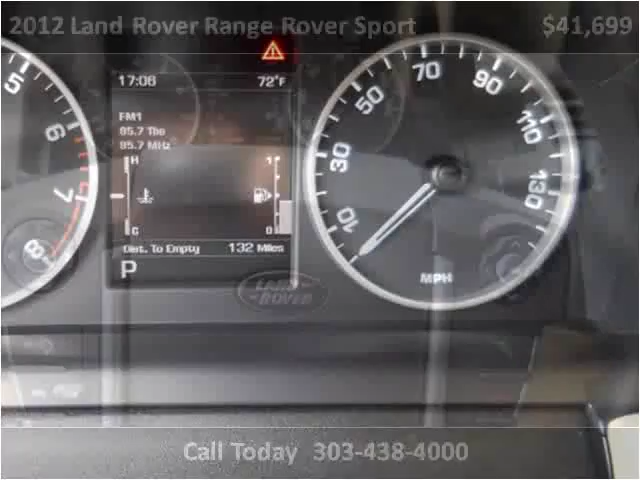 2012 Land Rover Range Rover Sport $41,699
17:06 72°F
FM1
95.7 The
95.7 MHz
H 1
C 0
Dist. To Empty 132 Miles
P
5
6
7
8
10
30
50
70
90
110
130
MPH
LAND
ROVER
Call Today 303-438-4000